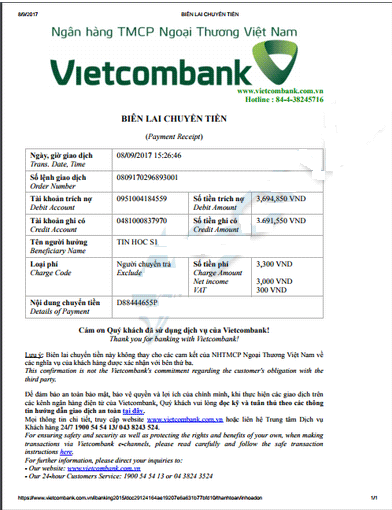 8/9/2017 BIÊN LAI CHUYỂN TIỀN
Ngân hàng TMCP Ngoại Thương Việt Nam
Vietcombank
www.vietcombank.com.vn
Hotline : 84-4-38245716
BIÊN LAI CHUYỂN TIỀN
(Payment Receipt)
Ngày, giờ giao dịch 08/09/2017 15:26:46
Trans. Date, Time
Số lệnh giao dịch 0809170296893001
Order Number
Tài khoản trích nợ 0951004184559 Số tiền trích nợ 3,694,850 VND
Debit Account Debit Amount
Tài khoản ghi có 0481000837970 Số tiền ghi có 3.691,550 VND
Credit Account Credit Amount
Tên người hưởng TIN HOC S1
Beneficiary Name
Loại phí Người chuyển trả Số tiền phí 3,300 VND
Charge Code Exclude Charge Amount
Net income 3,000 VND
VAT 300 VND
Nội dung chuyển tiền D88444655P
Details of Payment
Cám ơn Quý khách đã sử dụng dịch vụ của Vietcombank!
Thank you for banking with Vietcombank!
Lưu ý: Biên lai chuyển tiền này không thay cho các cam kết của NHTMCP Ngoại Thương Việt Nam về
các nghĩa vụ của khách hàng được xác nhận với bên thứ ba.
This confirmation is not the Vietcombank's commitment regarding the customer's obligation with the
third party.
Để đảm bảo an toàn bảo mật, bảo vệ quyền và lợi ích của chính mình, khi thực hiện các giao dịch trên
các kênh ngân hàng điện tử của Vietcombank, Quý khách vui lòng đọc kỹ và tuân thủ theo các thông
tin hướng dẫn giao dịch an toàn tại đây.
Mọi thông tin chi tiết, truy cập website www.vietcombank.com.vn hoặc liên hệ Trung tâm Dịch vụ
Khách hàng 24/7 1900 54 54 13/ 043 8243 524.
For ensuring safety and security as well as protecting the rights and benefits of your own, when making
transactions via Vietcombank e-channels, please read carefully and follow the safe transaction
instructions here.
For further information, please direct your inquiries to:
- Our website: www.vietcombank.com.vn
- Our 24-hour Customers Service: 1900 54 54 13 or 04 3824 3524
1/1